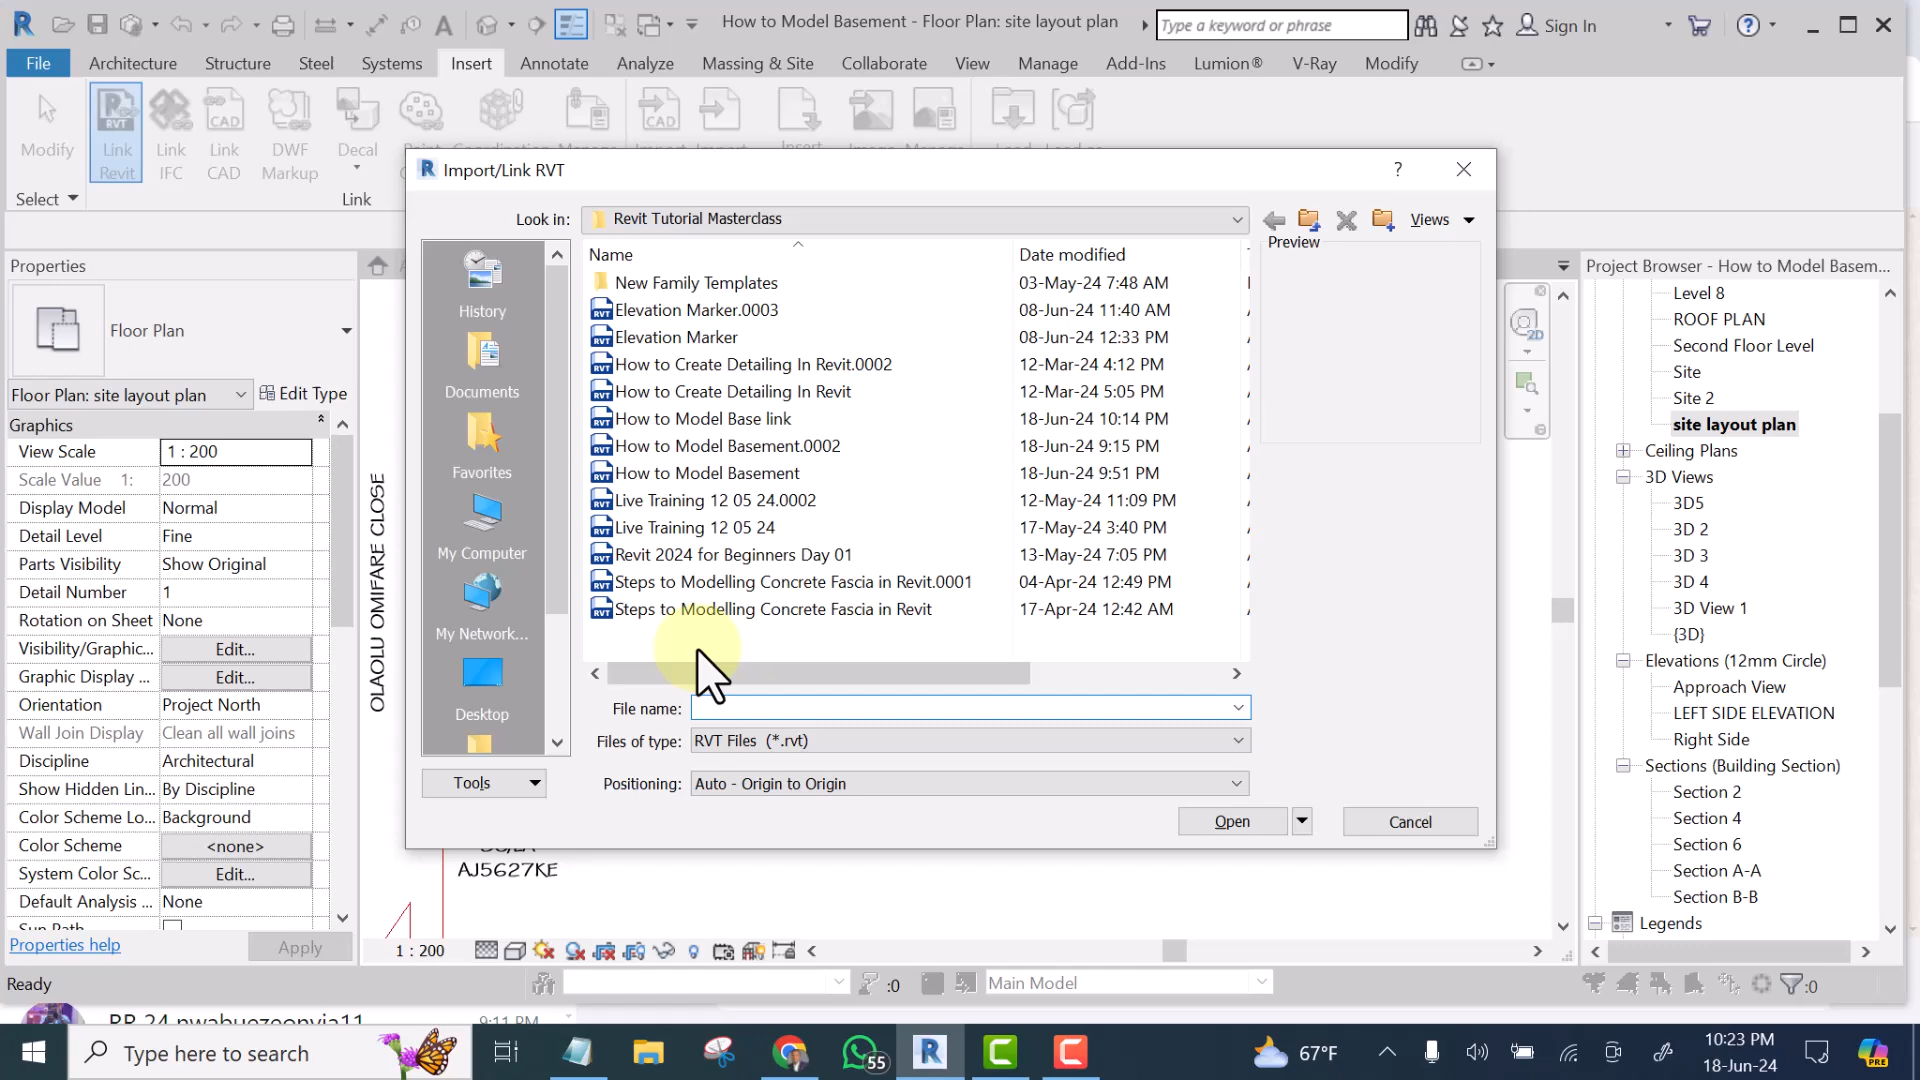 How to Model Basement - Floor Plan: site layout plan
Type a keyword or phrase
Sign In
File Architecture Structure Steel Systems Insert Annotate Analyze Massing & Site Collaborate View Manage Add-Ins Lumion® V-Ray Modify
Modify
Link Revit
Link IFC
Link CAD
DWF Markup
Decal
Select
Link
Import/Link RVT
Look in: Revit Tutorial Masterclass
Views
Preview
Name Date modified
New Family Templates 03-May-24 7:48 AM
Elevation Marker.0003 08-Jun-24 11:40 AM
Elevation Marker 08-Jun-24 12:33 PM
How to Create Detailing In Revit.0002 12-Mar-24 4:12 PM
How to Create Detailing In Revit 12-Mar-24 5:05 PM
How to Model Base link 18-Jun-24 10:14 PM
How to Model Basement.0002 18-Jun-24 9:15 PM
How to Model Basement 18-Jun-24 9:51 PM
Live Training 12 05 24.0002 12-May-24 11:09 PM
Live Training 12 05 24 17-May-24 3:40 PM
Revit 2024 for Beginners Day 01 13-May-24 7:05 PM
Steps to Modelling Concrete Fascia in Revit.0001 04-Apr-24 12:49 PM
Steps to Modelling Concrete Fascia in Revit 17-Apr-24 12:42 AM
History
Documents
Favorites
My Computer
My Network...
Desktop
File name:
Files of type: RVT Files (*.rvt)
Tools
Positioning: Auto - Origin to Origin
Open
Cancel
Properties
Floor Plan
Floor Plan: site layout plan Edit Type
Graphics
View Scale 1 : 200
Scale Value 1: 200
Display Model Normal
Detail Level Fine
Parts Visibility Show Original
Detail Number 1
Rotation on Sheet None
Visibility/Graphic... Edit...
Graphic Display ... Edit...
Orientation Project North
Wall Join Display Clean all wall joins
Discipline Architectural
Show Hidden Lin... By Discipline
Color Scheme Lo... Background
Color Scheme <none>
System Color Sc... Edit...
Default Analysis ... None
Properties help
Apply
OLAOLU OMIFARE CLOSE
AJ5627KE
1 : 200
Project Browser - How to Model Basem...
Level 8
ROOF PLAN
Second Floor Level
Site
Site 2
site layout plan
Ceiling Plans
3D Views
3D5
3D 2
3D 3
3D 4
3D View 1
{3D}
Elevations (12mm Circle)
Approach View
LEFT SIDE ELEVATION
Right Side
Sections (Building Section)
Section 2
Section 4
Section 6
Section A-A
Section B-B
Legends
Ready
:0
Main Model
:0
9:11 PM
Type here to search
55
67°F
10:23 PM
18-Jun-24
PRE